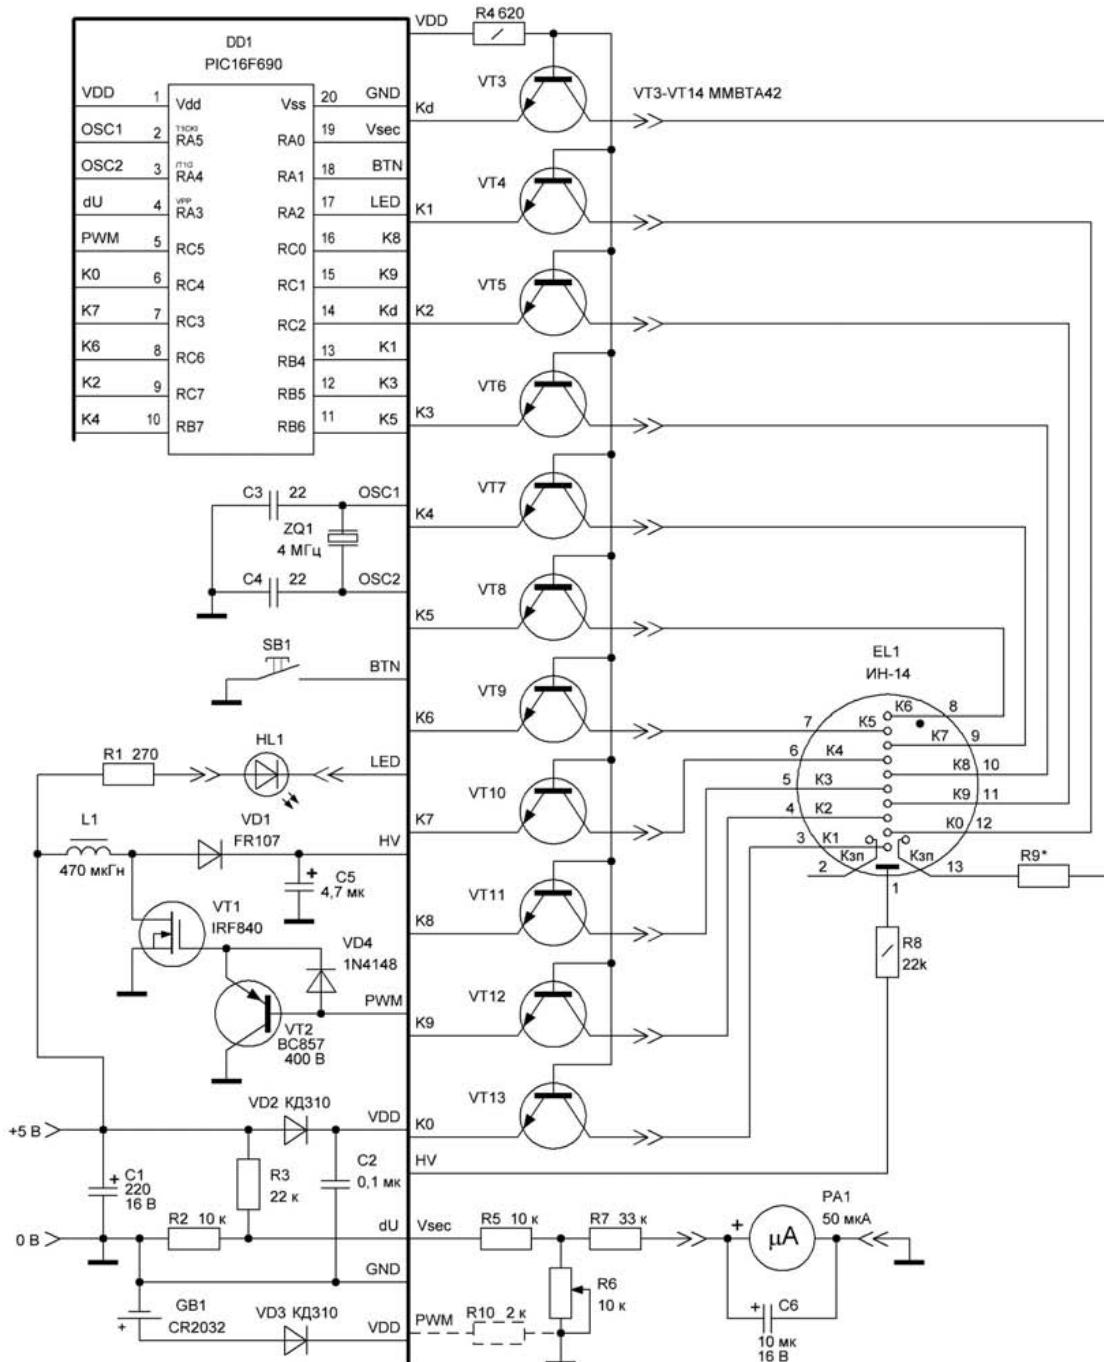 VDD
R4 620
DD1
PIC16F690
VT3
VT3-VT14 MMBTA42
VDD 1 Vdd Vss 20 GND
Kd
OSC1 2 T1CKI RA5 RA0 19 Vsec
OSC2 3 /T1G RA4 RA1 18 BTN
VT4
dU 4 VPP RA3 RA2 17 LED
K1
PWM 5 RC5 RC0 16 K8
K0 6 RC4 RC1 15 K9
VT5
K7 7 RC3 RC2 14 Kd
K2
K6 8 RC6 RB4 13 K1
K2 9 RC7 RB5 12 K3
VT6
K4 10 RB7 RB6 11 K5
K3
C3 22
OSC1
VT7
ZQ1
4 МГц
K4
C4 22
OSC2
VT8
K5
SB1
BTN
EL1
ИН-14
VT9
K6
K6 8
7 K5
K7 9
6 K4
K8 10
5 K3
K9 11
4 K2
K0 12
3 K1
2 Кзп
Кзп 13
1
R9*
R8
22k
R1 270
HL1
LED
VT10
K7
L1
470 мкГн
VD1
FR107
HV
C5
4,7 мк
+
VT1
IRF840
VT11
K8
VD4
1N4148
PWM
VT2
BC857
400 В
VT12
K9
VD2 КД310
VDD
VT13
K0
+5 В
HV
+ C1
220
16 В
R3
22 к
C2
0,1 мк
0 В
R2 10 к
dU
Vsec
R5 10 к
R7 33 к
+
PA1
50 мкА
μA
GND
R6
10 к
+ C6
10 мк
16 В
GB1
CR2032
+
VD3 КД310
VDD
PWM
R10 2 к